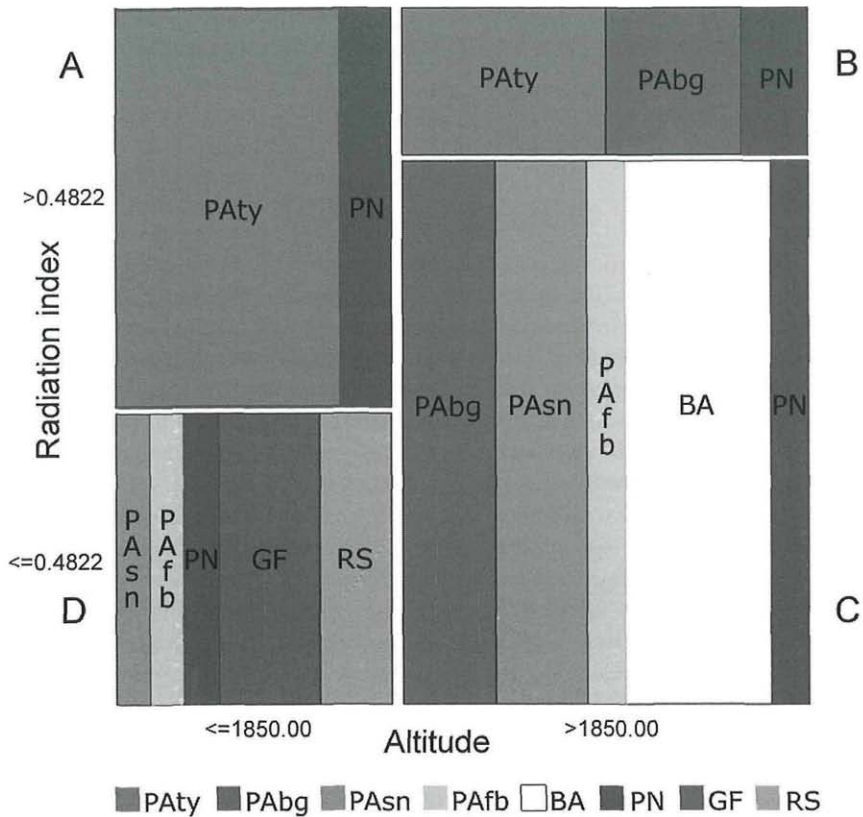 A
B
PAty
PAbg
PN
>0.4822
PAty
PN
Radiation index
PAbg
PAsn
PAfb
BA
PN
<=0.4822
PAsn
PAfb
PN
GF
RS
D
C
<=1850.00
>1850.00
Altitude
PAty PAbg PAsn PAfb BA PN GF RS